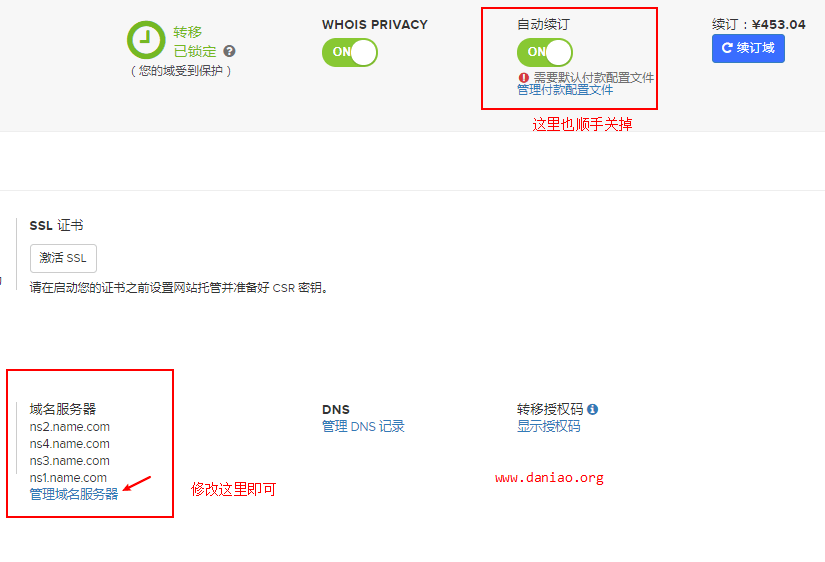 转移
已锁定
( 您的域受到保护 )
WHOIS PRIVACY
ON
自动续订
ON
需要默认付款配置文件
管理付款配置文件
续订：¥453.04
续订域
这里也顺手关掉
SSL 证书
激活 SSL
请在启动您的证书之前设置网站托管并准备好 CSR 密钥。
域名服务器
ns2.name.com
ns4.name.com
ns3.name.com
ns1.name.com
管理域名服务器
修改这里即可
DNS
管理 DNS 记录
转移授权码
显示授权码
www.daniao.org